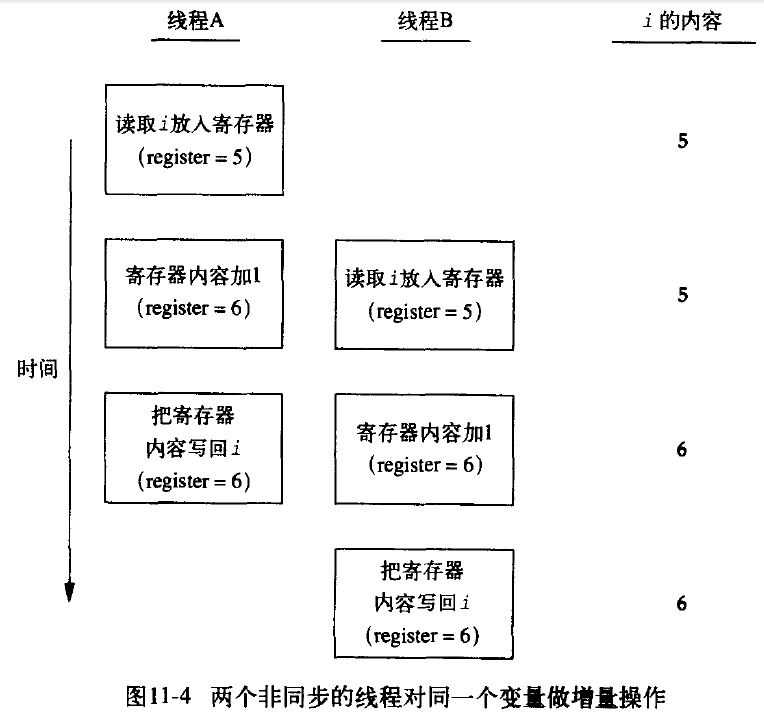 线程A
线程B
i 的内容
读取i放入寄存器
(register = 5)
5
寄存器内容加1
(register = 6)
读取i放入寄存器
(register = 5)
5
时间
把寄存器
内容写回i
(register = 6)
寄存器内容加1
(register = 6)
6
把寄存器
内容写回i
(register = 6)
6
图11-4 两个非同步的线程对同一个变量做增量操作